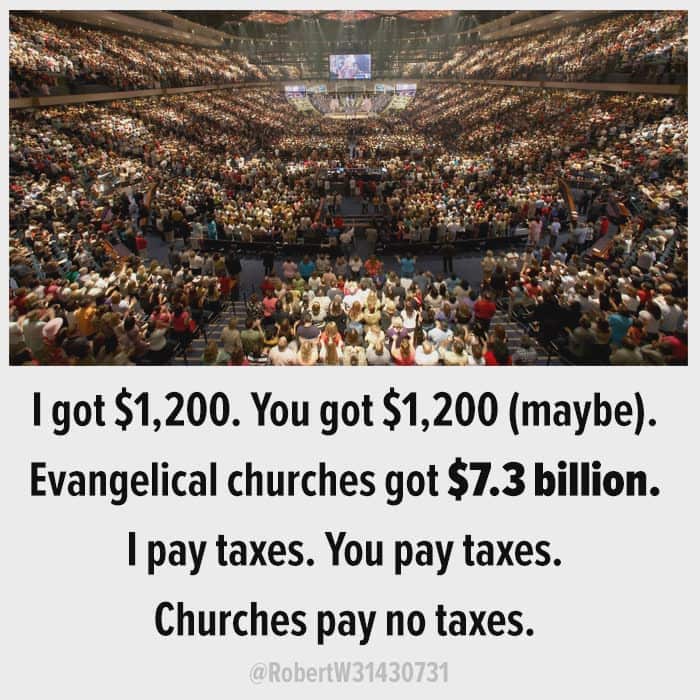 I got $1,200. You got $1,200 (maybe).
Evangelical churches got $7.3 billion.
I pay taxes. You pay taxes.
Churches pay no taxes.
@RobertW31430731